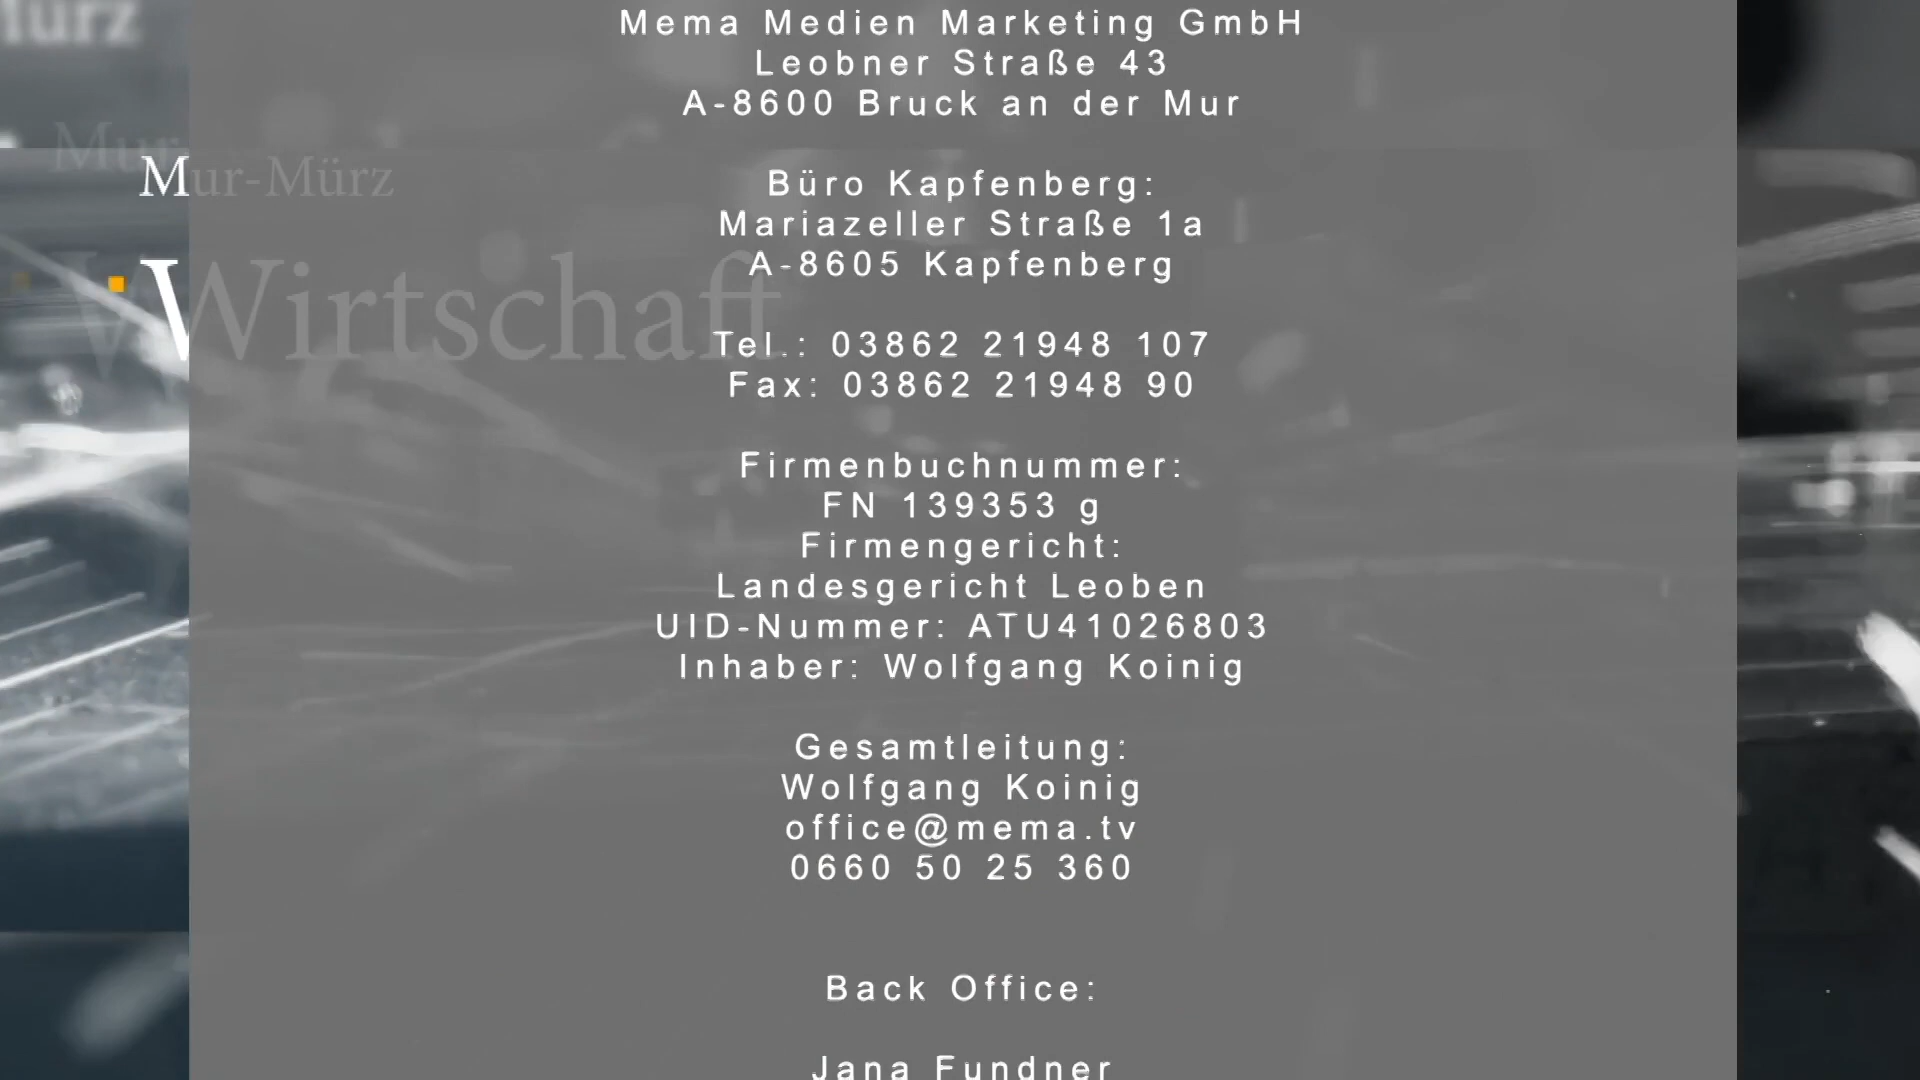 Mürz
Mema Medien Marketing GmbH
Leobner Straße 43
A-8600 Bruck an der Mur
Mur-
Mur-Mürz
Wirtschaft
Büro Kapfenberg:
Mariazeller Straße 1a
A-8605 Kapfenberg
Tel.: 03862 21948 107
Fax: 03862 21948 90
Firmenbuchnummer:
FN 139353 g
Firmengericht:
Landesgericht Leoben
UID-Nummer: ATU41026803
Inhaber: Wolfgang Koinig
Gesamtleitung:
Wolfgang Koinig
office@mema.tv
0660 50 25 360
Back Office:
Jana Fundner